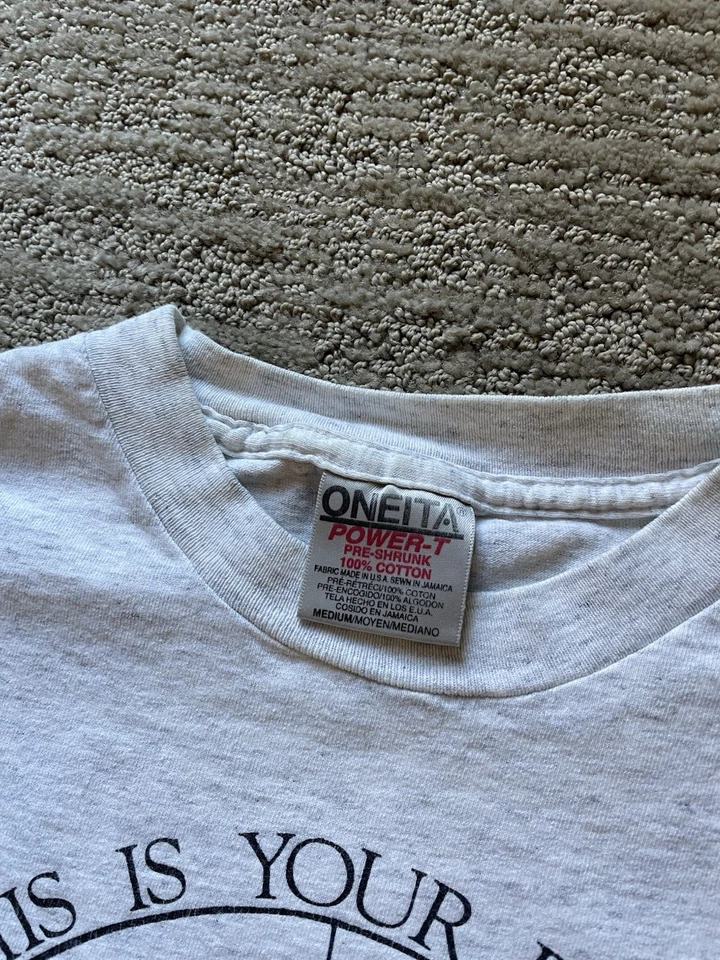 ONEITA®
POWER-T
PRE-SHRUNK
100% COTTON
FABRIC MADE IN U.S.A. SEWN IN JAMAICA
PRÉ-RÉTRÉCI/100% COTON
PRE-ENCOGIDO/100% ALGODON
TELA HECHO EN LOS E.U.A.
COSIDO EN JAMAICA
MEDIUM/MOYEN/MEDIANO
HIS IS YOUR